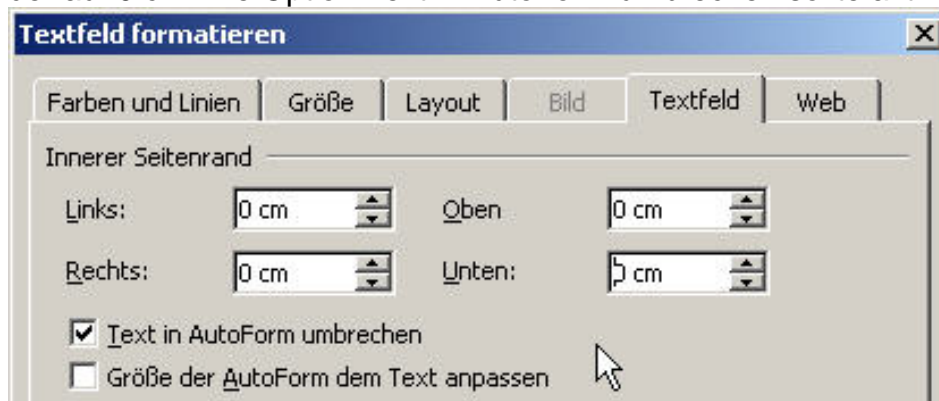 Textfeld formatieren
Farben und Linien Größe Layout Bild Textfeld Web
Innerer Seitenrand
Links: 0 cm Oben 0 cm
Rechts: 0 cm Unten: cm
Text in AutoForm umbrechen
Größe der AutoForm dem Text anpassen